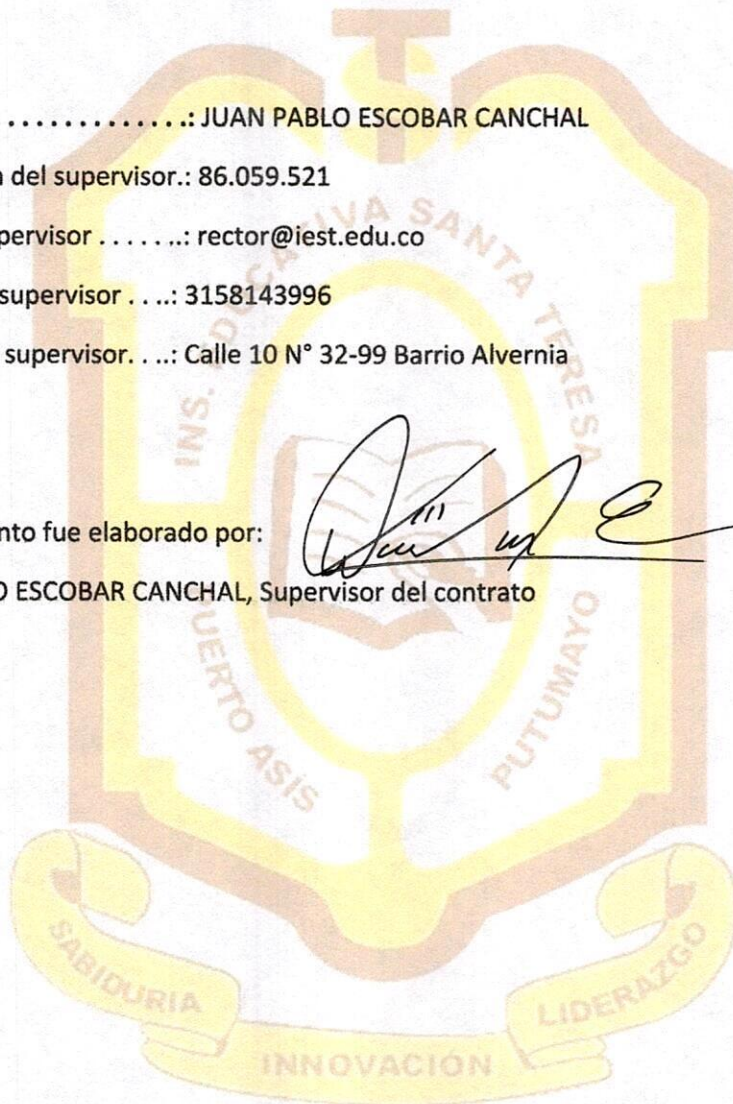 . . . . . . . . . . . . . .: JUAN PABLO ESCOBAR CANCHAL
del supervisor.: 86.059.521
pervisor . . . . . ..: rector@iest.edu.co
supervisor . . ..: 3158143996
supervisor. . ..: Calle 10 N° 32-99 Barrio Alvernia
nto fue elaborado por:
O ESCOBAR CANCHAL, Supervisor del contrato
INS. EDUCATIVA SANTA TERESA
PUERTO ASIS
PUTUMAYO
SABIDURIA
INNOVACIÓN
LIDERAZGO